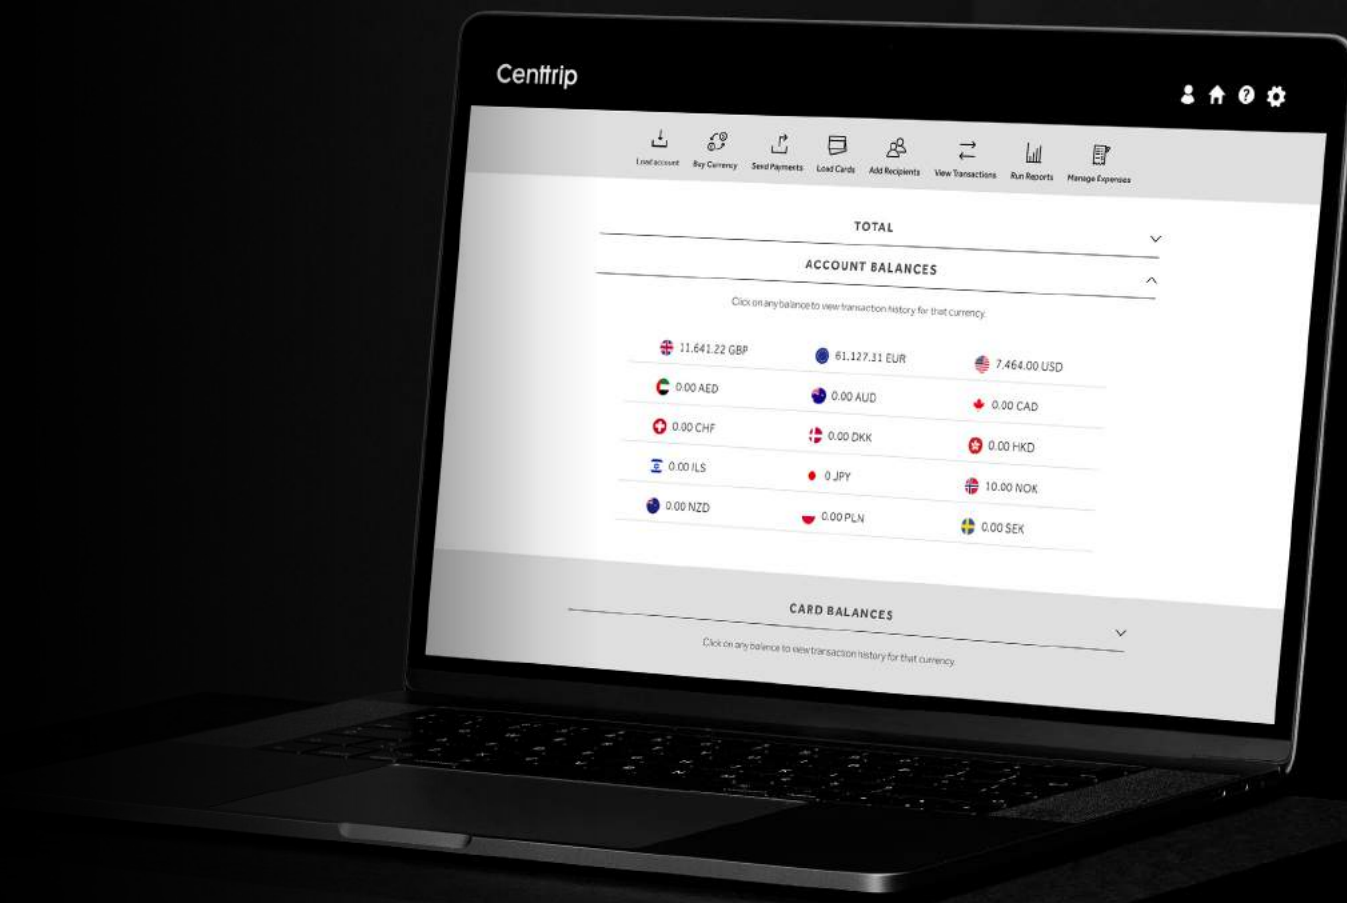 Centtrip
Load account Buy Currency Send Payments Load Cards Add Recipients View Transactions Run Reports Manage Expenses
TOTAL
ACCOUNT BALANCES
Click on any balance to view transaction history for that currency.
11,641.22 GBP 61,127.31 EUR 7,464.00 USD
0.00 AED 0.00 AUD 0.00 CAD
0.00 CHF 0.00 DKK 0.00 HKD
0.00 ILS 0 JPY 10.00 NOK
0.00 NZD 0.00 PLN 0.00 SEK
CARD BALANCES
Click on any balance to view transaction history for that currency.